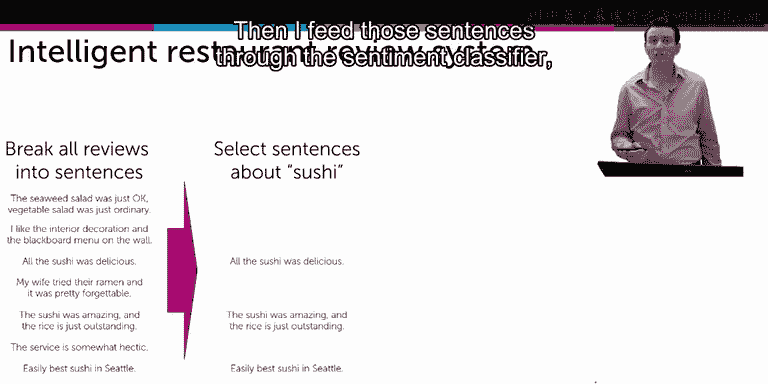 Then I feed those sentences
through the sentiment classifier,
Intelligent restaurant review system
Break all reviews
into sentences
Select sentences
about “sushi”
The seaweed salad was just OK,
vegetable salad was just ordinary.
I like the interior decoration and
the blackboard menu on the wall.
All the sushi was delicious.
My wife tried their ramen and
it was pretty forgettable.
The sushi was amazing, and
the rice is just outstanding.
The service is somewhat hectic.
Easily best sushi in Seattle.
All the sushi was delicious.
The sushi was amazing, and
the rice is just outstanding.
Easily best sushi in Seattle.